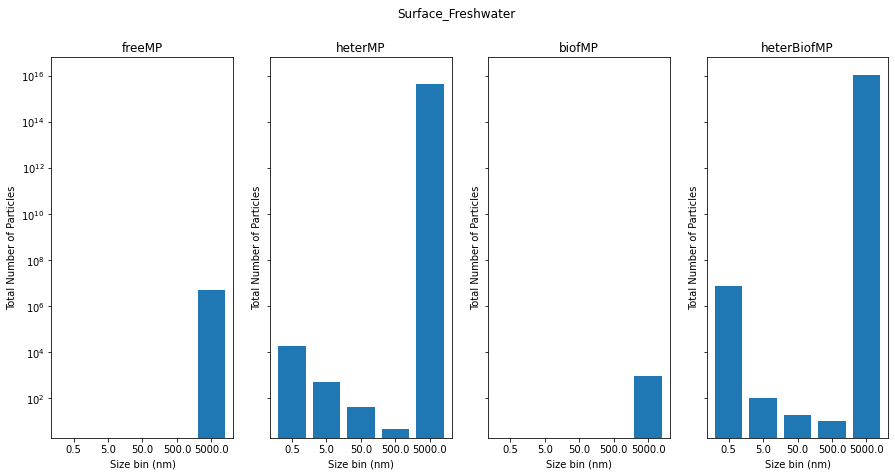 Surface_Freshwater
freeMP
heterMP
biofMP
heterBiofMP
Total Number of Particles
10^16
10^14
10^12
10^10
10^8
10^6
10^4
10^2
0.5 5.0 50.0 500.0 5000.0
Size bin (nm)
Total Number of Particles
0.5 5.0 50.0 500.0 5000.0
Size bin (nm)
Total Number of Particles
0.5 5.0 50.0 500.0 5000.0
Size bin (nm)
Total Number of Particles
0.5 5.0 50.0 500.0 5000.0
Size bin (nm)